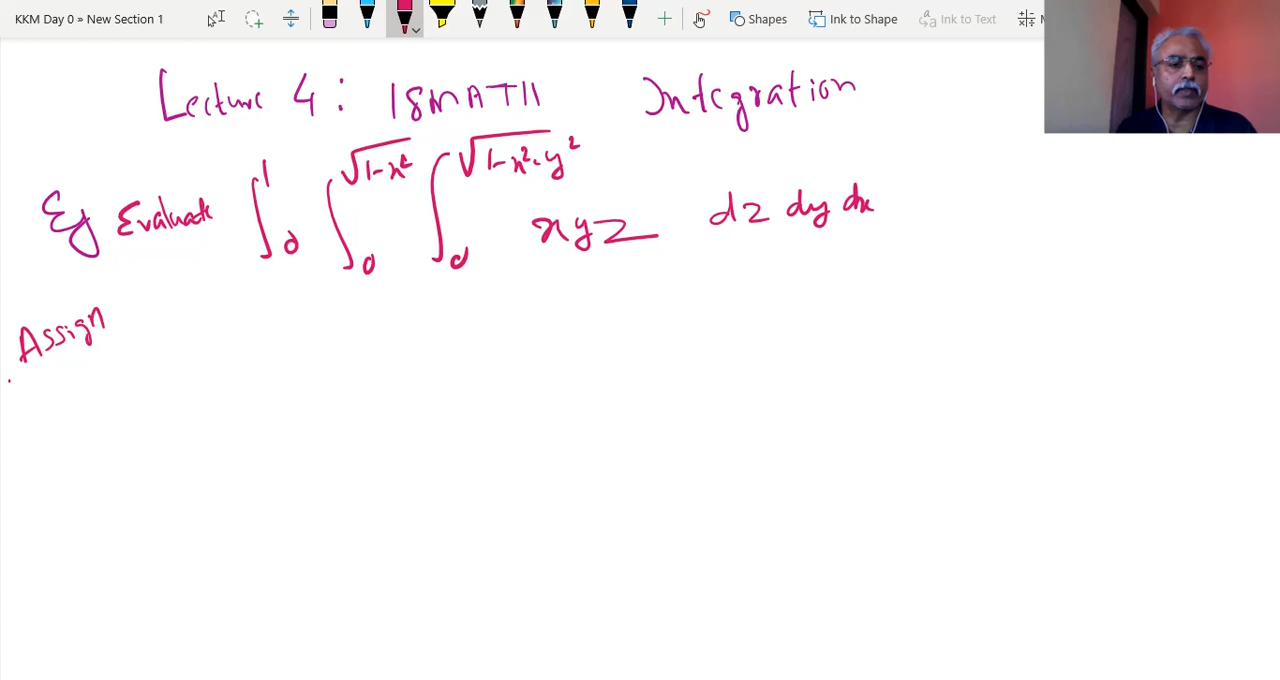 KKM Day 0 » New Section 1 Shapes Ink to Shape Ink to Text
Lecture 4: 18MAT11 Integration
Eg Evaluate ∫₀¹ ∫₀^√(1-x²) ∫₀^√(1-x²-y²) xyz dz dy dx
Assign